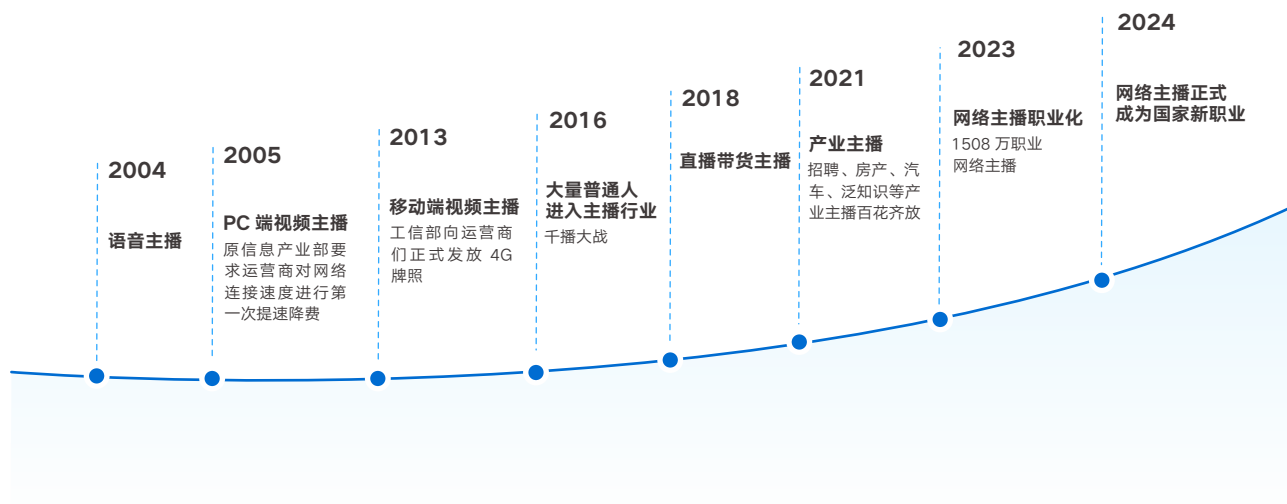 2004
语音主播
2005
PC 端视频主播
原信息产业部要
求运营商对网络
连接速度进行第
一次提速降费
2013
移动端视频主播
工信部向运营商
们正式发放 4G
牌照
2016
大量普通人
进入主播行业
千播大战
2018
直播带货主播
2021
产业主播
招聘、房产、汽
车、泛知识等产
业主播百花齐放
2023
网络主播职业化
1508 万职业
网络主播
2024
网络主播正式
成为国家新职业